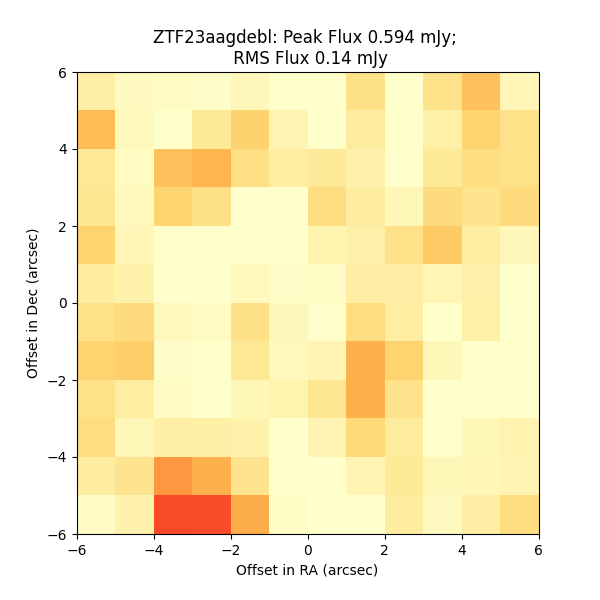 ZTF23aagdebl: Peak Flux 0.594 mJy;
RMS Flux 0.14 mJy
6
4
2
0
−2
−4
−6
Offset in Dec (arcsec)
−6 −4 −2 0 2 4 6
Offset in RA (arcsec)